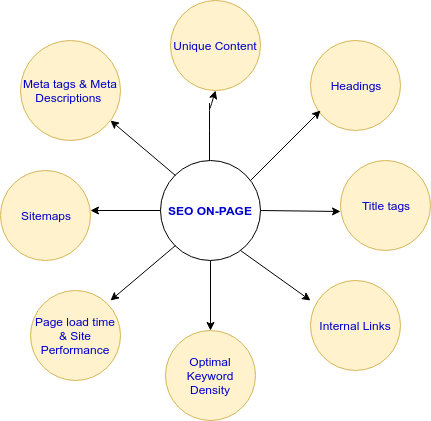 Unique Content
Meta tags & Meta
Descriptions
Headings
SEO ON-PAGE
Sitemaps
Title tags
Page load time
& Site
Performance
Internal Links
Optimal
Keyword
Density